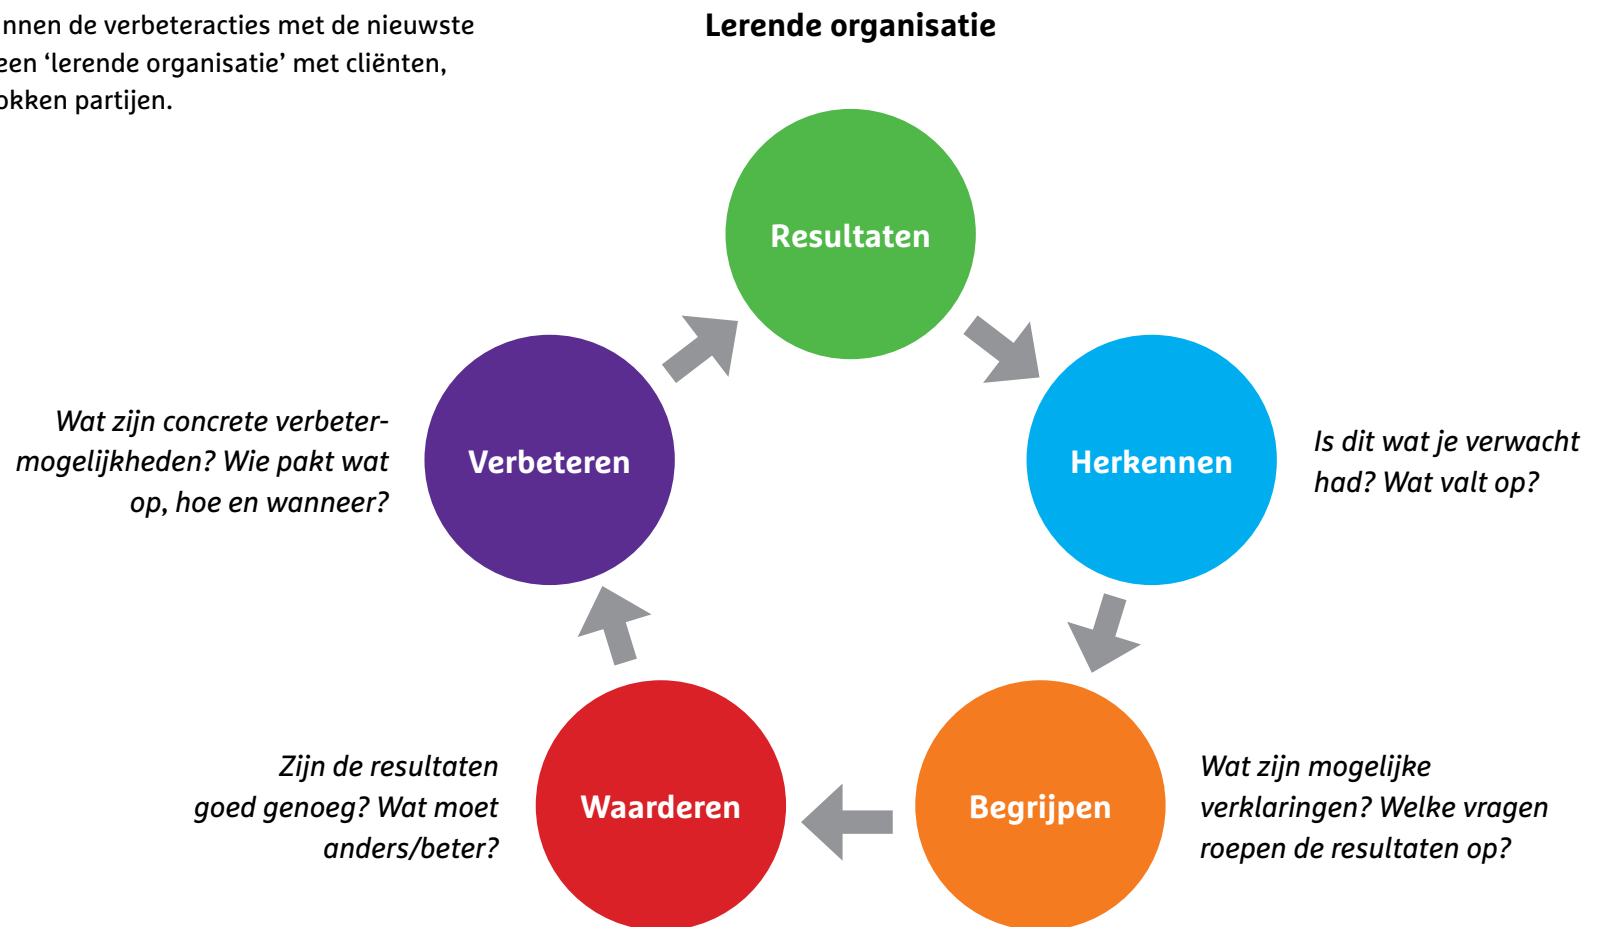 de verbeteracties met de nieuwste
een ‘lerende organisatie’ met cliënten,
partijen.
Lerende organisatie
Resultaten
Herkennen
Is dit wat je verwacht
had? Wat valt op?
Begrijpen
Wat zijn mogelijke
verklaringen? Welke vragen
roepen de resultaten op?
Waarderen
Zijn de resultaten
goed genoeg? Wat moet
anders/beter?
Verbeteren
Wat zijn concrete verbeter-
mogelijkheden? Wie pakt wat
op, hoe en wanneer?